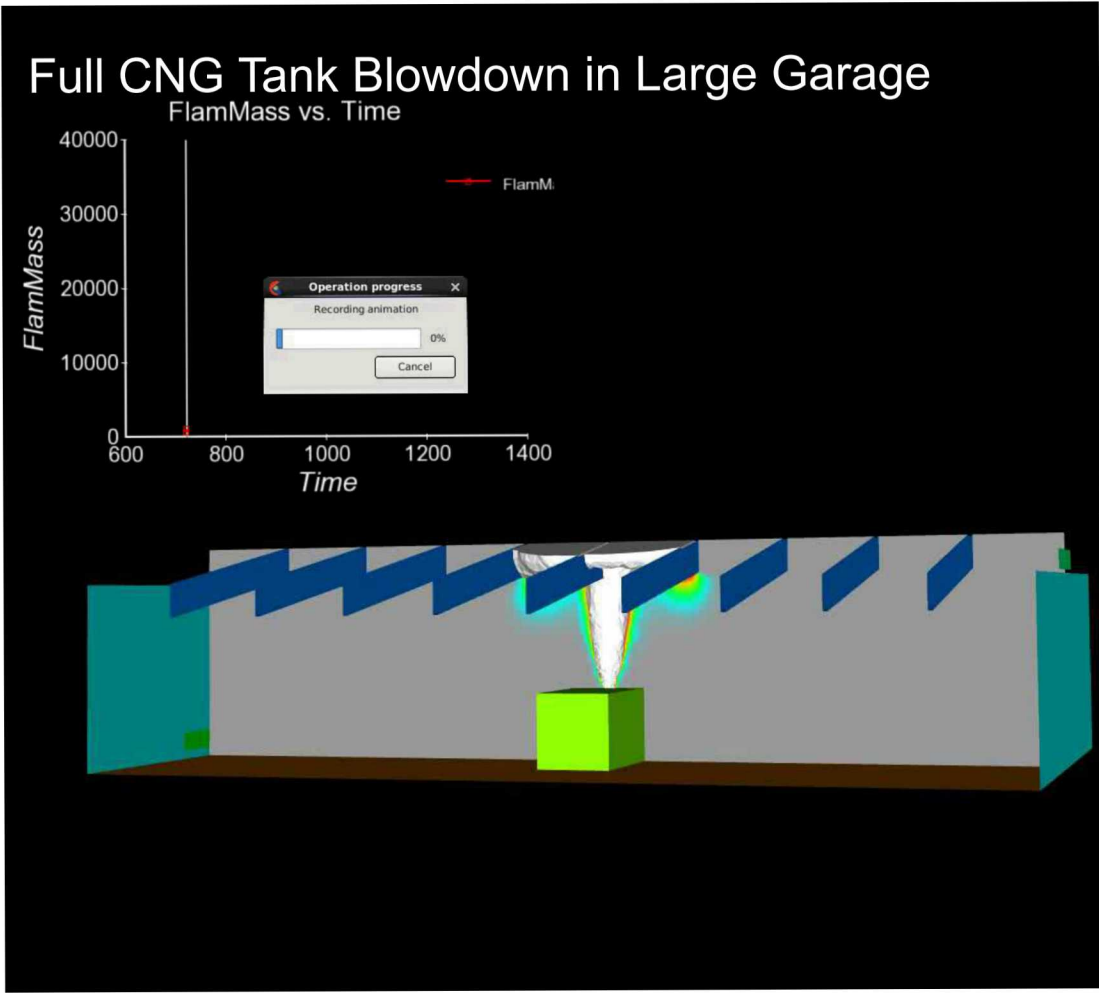 Full CNG Tank Blowdown in Large Garage
FlamMass vs. Time
40000
30000
20000
10000
0
FlamMass
600 800 1000 1200 1400
Time
FlamM
Operation progress
Recording animation
0%
Cancel